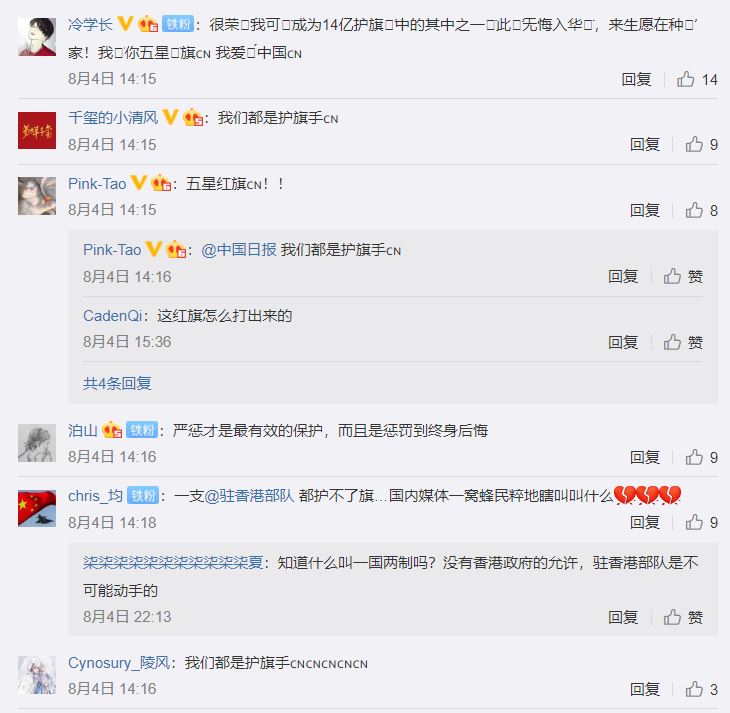 冷学长 铁粉：很荣 我可 成为14亿护旗 中的其中之一 此 无悔入华 ，来生愿在种
家！我 你五星 旗CN 我爱 中国CN
8月4日 14:15 回复 14
千玺的小清风：我们都是护旗手CN
8月4日 14:15 回复 9
Pink-Tao：五星红旗CN！！
8月4日 14:15 回复 8
Pink-Tao：@中国日报 我们都是护旗手CN
8月4日 14:16 回复 赞
CadenQi：这红旗怎么打出来的
8月4日 15:36 回复 赞
共4条回复
泊山 铁粉：严惩才是最有效的保护，而且是惩罚到终身后悔
8月4日 14:16 回复 9
chris_均 铁粉：一支@驻香港部队 都护不了旗...国内媒体一窝蜂民粹地瞎叫叫什么
8月4日 14:18 回复 9
柒柒柒柒柒柒柒柒柒柒柒夏：知道什么叫一国两制吗？没有香港政府的允许，驻香港部队是不
可能动手的
8月4日 22:13 回复 赞
Cynosury_陵风：我们都是护旗手CNCNCNCNCN
8月4日 14:16 回复 3